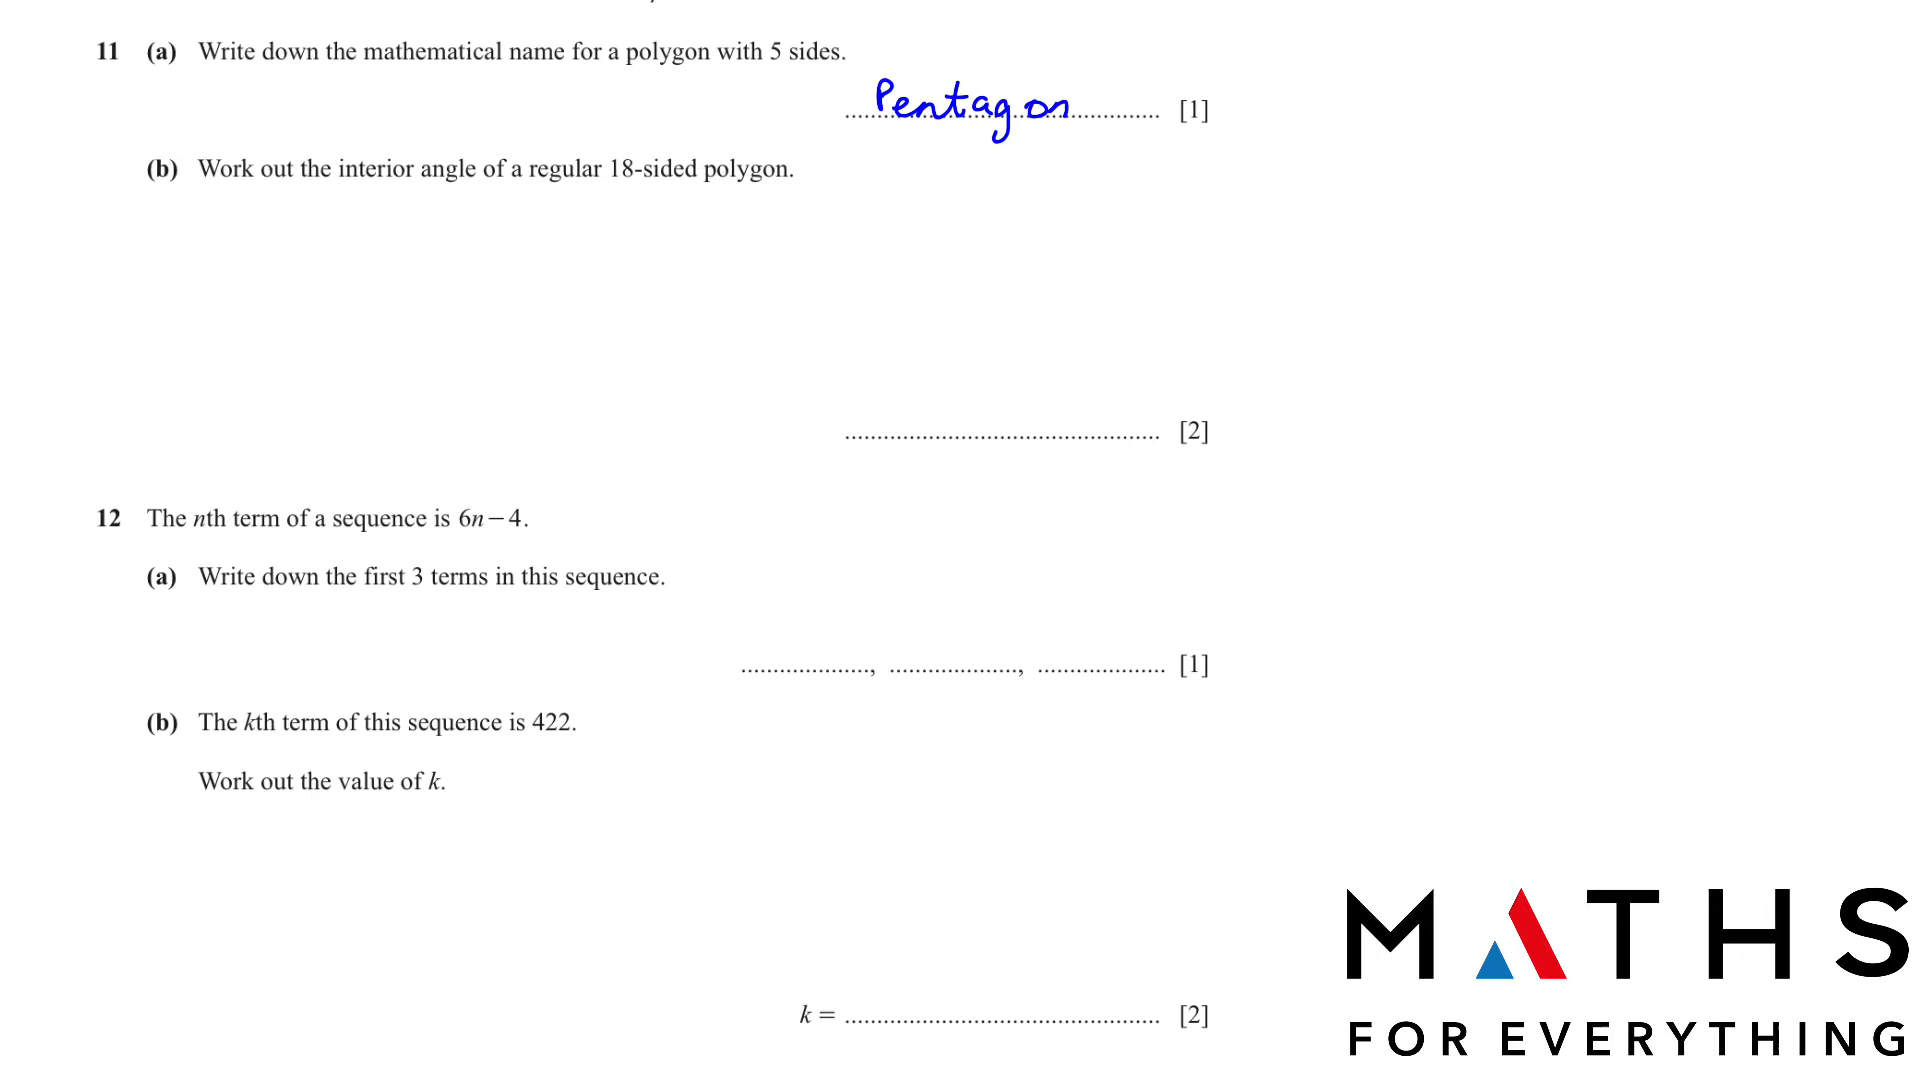 11 (a) Write down the mathematical name for a polygon with 5 sides.
Pentagon [1]
(b) Work out the interior angle of a regular 18-sided polygon.
.................................................. [2]
12 The nth term of a sequence is 6n − 4.
(a) Write down the first 3 terms in this sequence.
...................., ...................., .................... [1]
(b) The kth term of this sequence is 422.
Work out the value of k.
k = .................................................. [2]
MATHS
FOR EVERYTHING